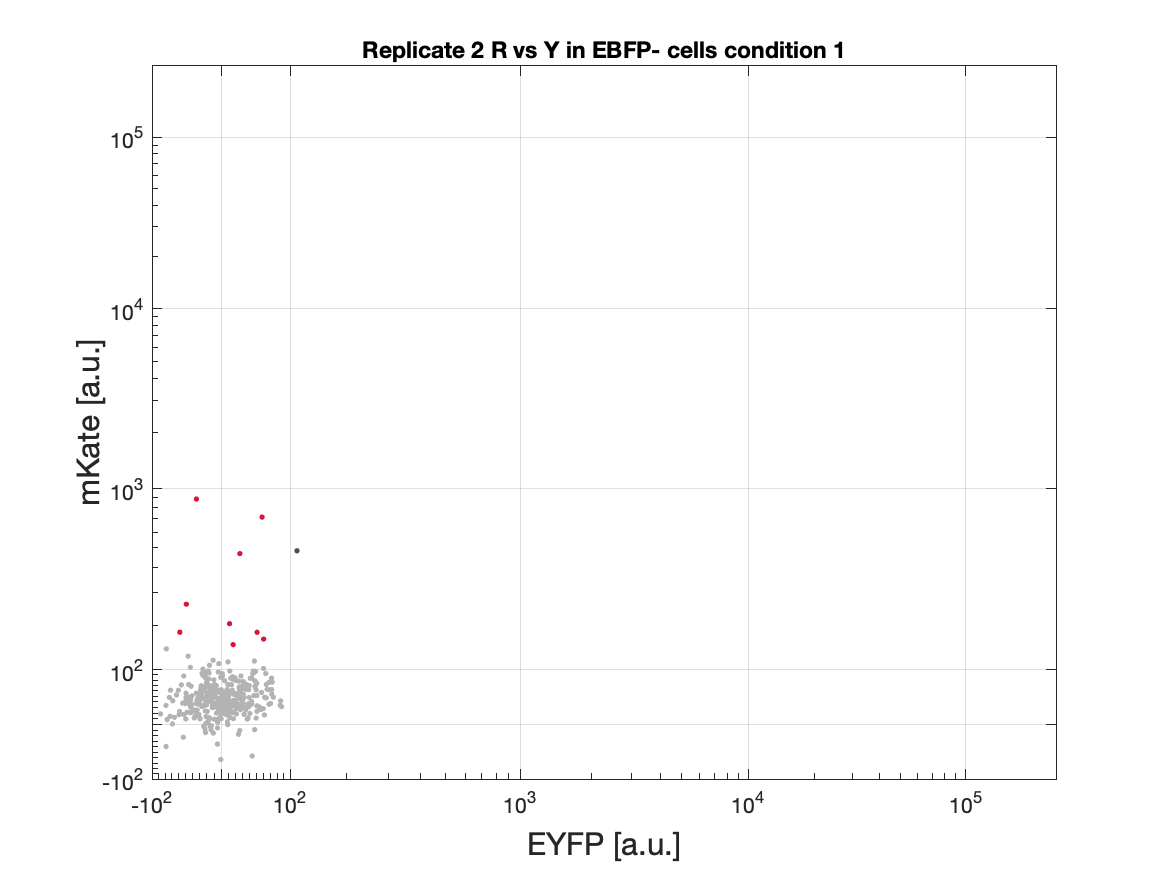 Replicate 2 R vs Y in EBFP- cells condition 1
10^5
10^4
10^3
10^2
-10^2
mKate [a.u.]
-10^2 10^2 10^3 10^4 10^5
EYFP [a.u.]